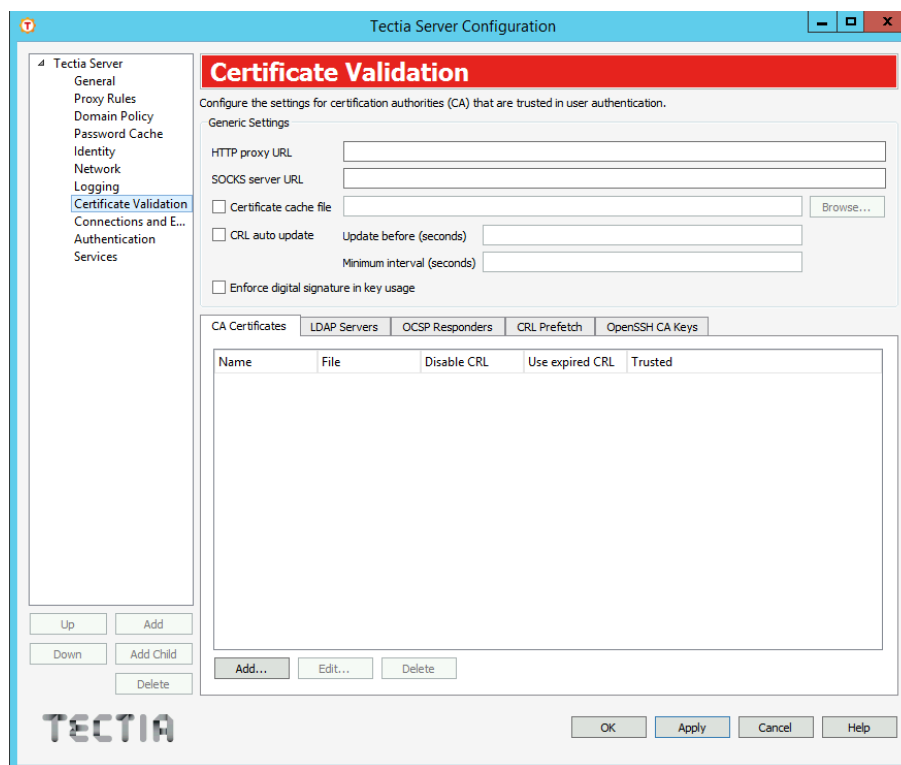 Tectia Server Configuration
Tectia Server
General
Proxy Rules
Domain Policy
Password Cache
Identity
Network
Logging
Certificate Validation
Connections and E...
Authentication
Services
Up
Add
Down
Add Child
Delete
TECTIA
Certificate Validation
Configure the settings for certification authorities (CA) that are trusted in user authentication.
Generic Settings
HTTP proxy URL
SOCKS server URL
Certificate cache file
Browse...
CRL auto update
Update before (seconds)
Minimum interval (seconds)
Enforce digital signature in key usage
CA Certificates
LDAP Servers
OCSP Responders
CRL Prefetch
OpenSSH CA Keys
Name
File
Disable CRL
Use expired CRL
Trusted
Add...
Edit...
Delete
OK
Apply
Cancel
Help